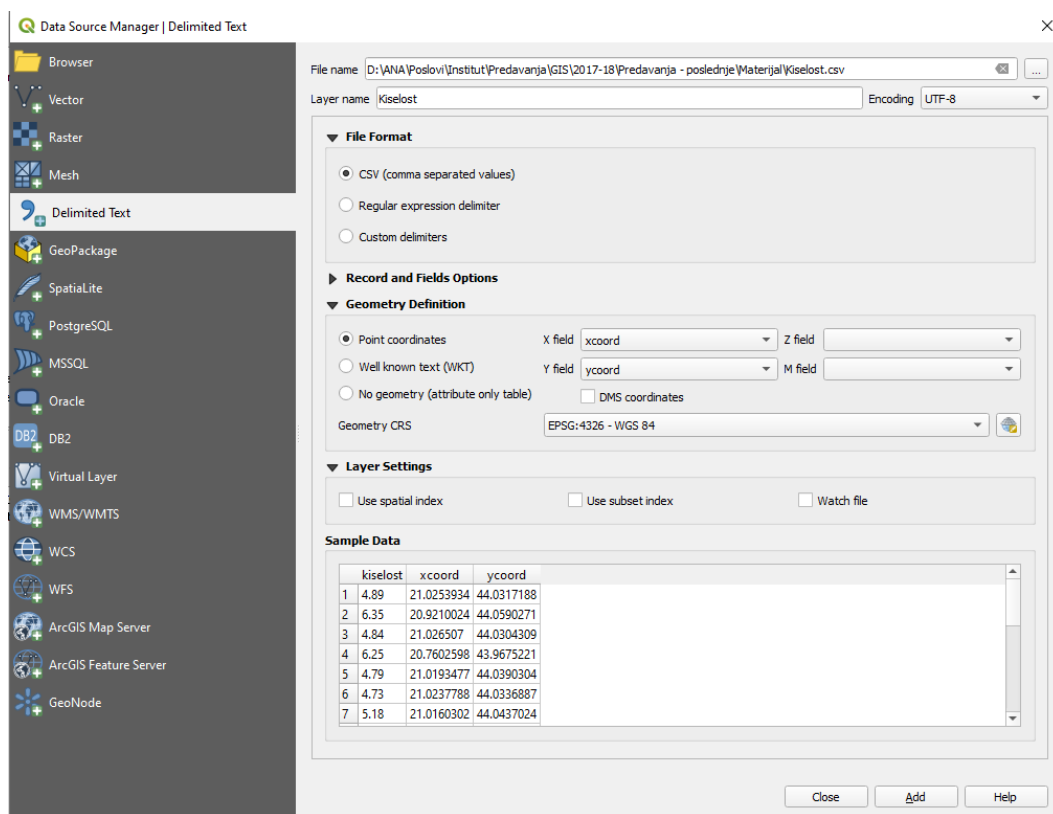 Data Source Manager | Delimited Text
Browser
Vector
Raster
Mesh
Delimited Text
GeoPackage
SpatiaLite
PostgreSQL
MSSQL
Oracle
DB2 DB2
Virtual Layer
WMS/WMTS
WCS
WFS
ArcGIS Map Server
ArcGIS Feature Server
GeoNode
File name D:\ANA\Poslovi\Institut\Predavanja\GIS\2017-18\Predavanja - poslednje\Materijal\Kiselost.csv ...
Layer name Kiselost Encoding UTF-8
File Format
CSV (comma separated values)
Regular expression delimiter
Custom delimiters
Record and Fields Options
Geometry Definition
Point coordinates X field xcoord Z field
Well known text (WKT) Y field ycoord M field
No geometry (attribute only table) DMS coordinates
Geometry CRS EPSG:4326 - WGS 84
Layer Settings
Use spatial index Use subset index Watch file
Sample Data
kiselost xcoord ycoord
1 4.89 21.0253934 44.0317188
2 6.35 20.9210024 44.0590271
3 4.84 21.026507 44.0304309
4 6.25 20.7602598 43.9675221
5 4.79 21.0193477 44.0390304
6 4.73 21.0237788 44.0336887
7 5.18 21.0160302 44.0437024
Close Add Help